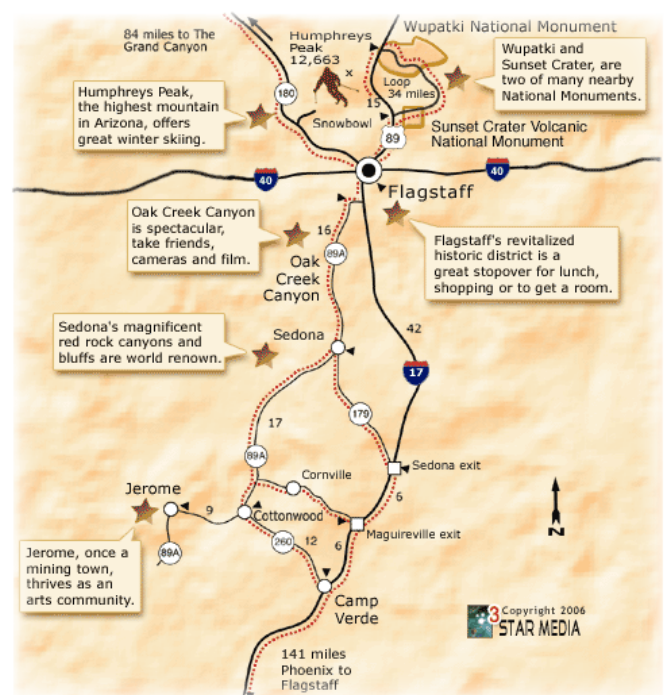 84 miles to The
Grand Canyon
Humphreys
Peak
12,663
x
Wupatki National Monument
Loop
34 miles
Wupatki and
Sunset Crater, are
two of many nearby
National Monuments.
Humphreys Peak,
the highest mountain
in Arizona, offers
great winter skiing.
180
15
Snowbowl
89
Sunset Crater Volcanic
National Monument
40
40
Flagstaff
Oak Creek Canyon
is spectacular,
take friends,
cameras and film.
16
89A
Oak
Creek
Canyon
Flagstaff's revitalized
historic district is a
great stopover for lunch,
shopping or to get a room.
Sedona's magnificent
red rock canyons and
bluffs are world renown.
Sedona
42
17
17
179
89A
Sedona exit
Cornville
6
Jerome
9
Cottonwood
Maguireville exit
260
12
6
89A
N
Jerome, once a
mining town,
thrives as an
arts community.
Camp
Verde
3 Copyright 2006
STAR MEDIA
141 miles
Phoenix to
Flagstaff